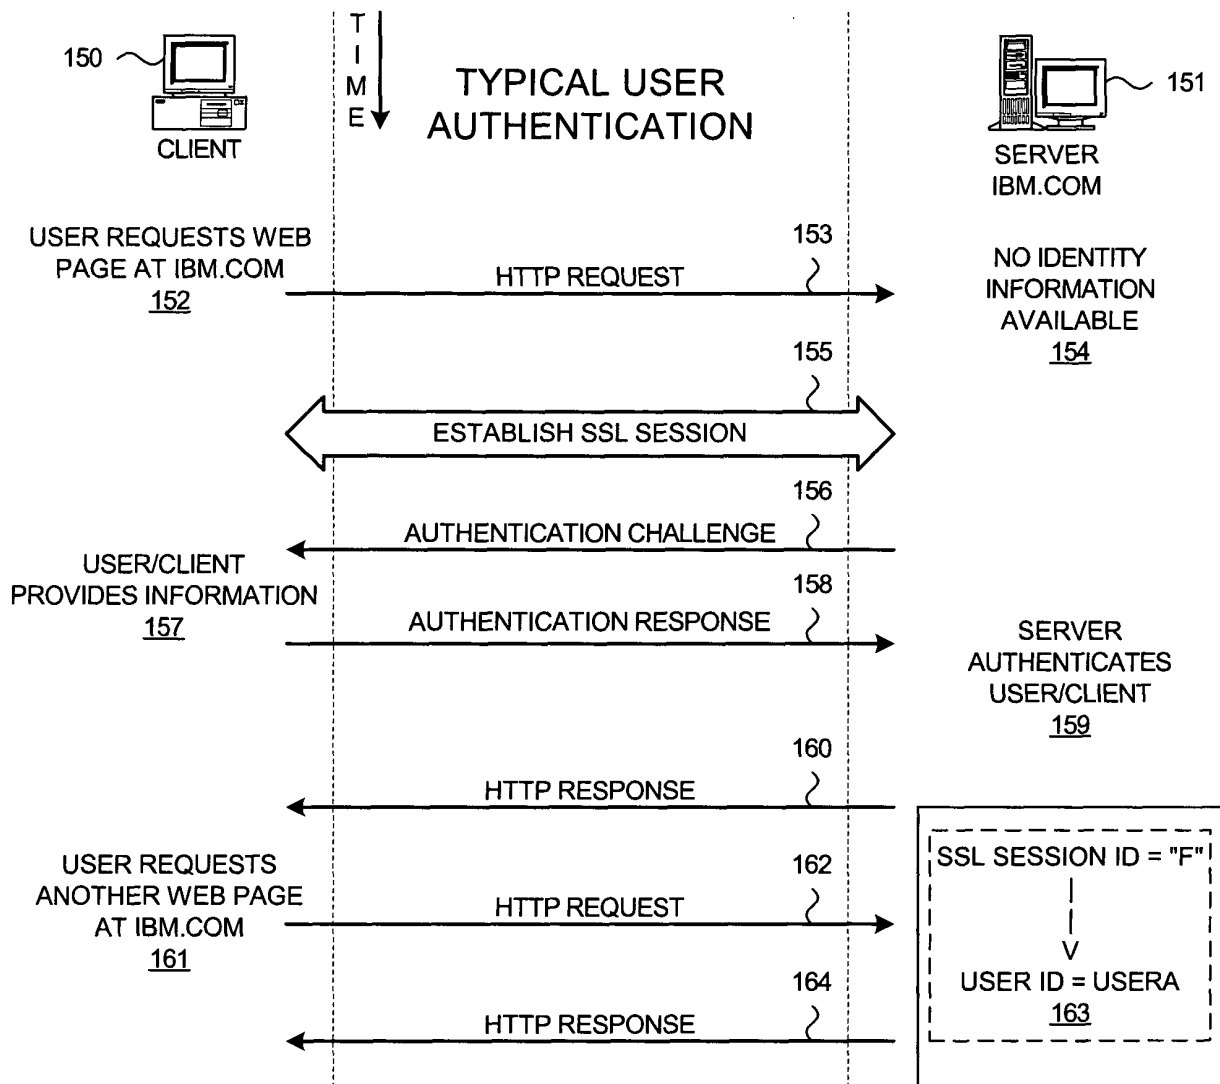 150
CLIENT
TIME
TYPICAL USER
AUTHENTICATION
151
SERVER
IBM.COM
USER REQUESTS WEB
PAGE AT IBM.COM
152
153
HTTP REQUEST
NO IDENTITY
INFORMATION
AVAILABLE
154
155
ESTABLISH SSL SESSION
156
AUTHENTICATION CHALLENGE
USER/CLIENT
PROVIDES INFORMATION
157
158
AUTHENTICATION RESPONSE
SERVER
AUTHENTICATES
USER/CLIENT
159
160
HTTP RESPONSE
USER REQUESTS
ANOTHER WEB PAGE
AT IBM.COM
161
162
HTTP REQUEST
SSL SESSION ID = "F"
USER ID = USERA
163
164
HTTP RESPONSE